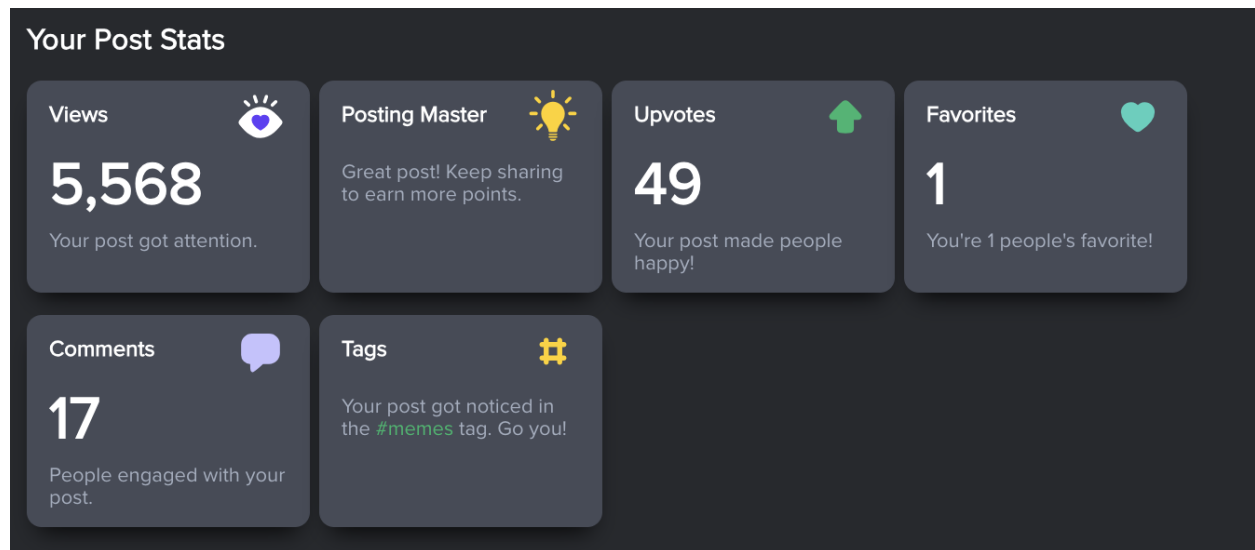 Your Post Stats
Views
5,568
Your post got attention.
Posting Master
Great post! Keep sharing
to earn more points.
Upvotes
49
Your post made people
happy!
Favorites
1
You're 1 people's favorite!
Comments
17
People engaged with your
post.
Tags
Your post got noticed in
the #memes tag. Go you!